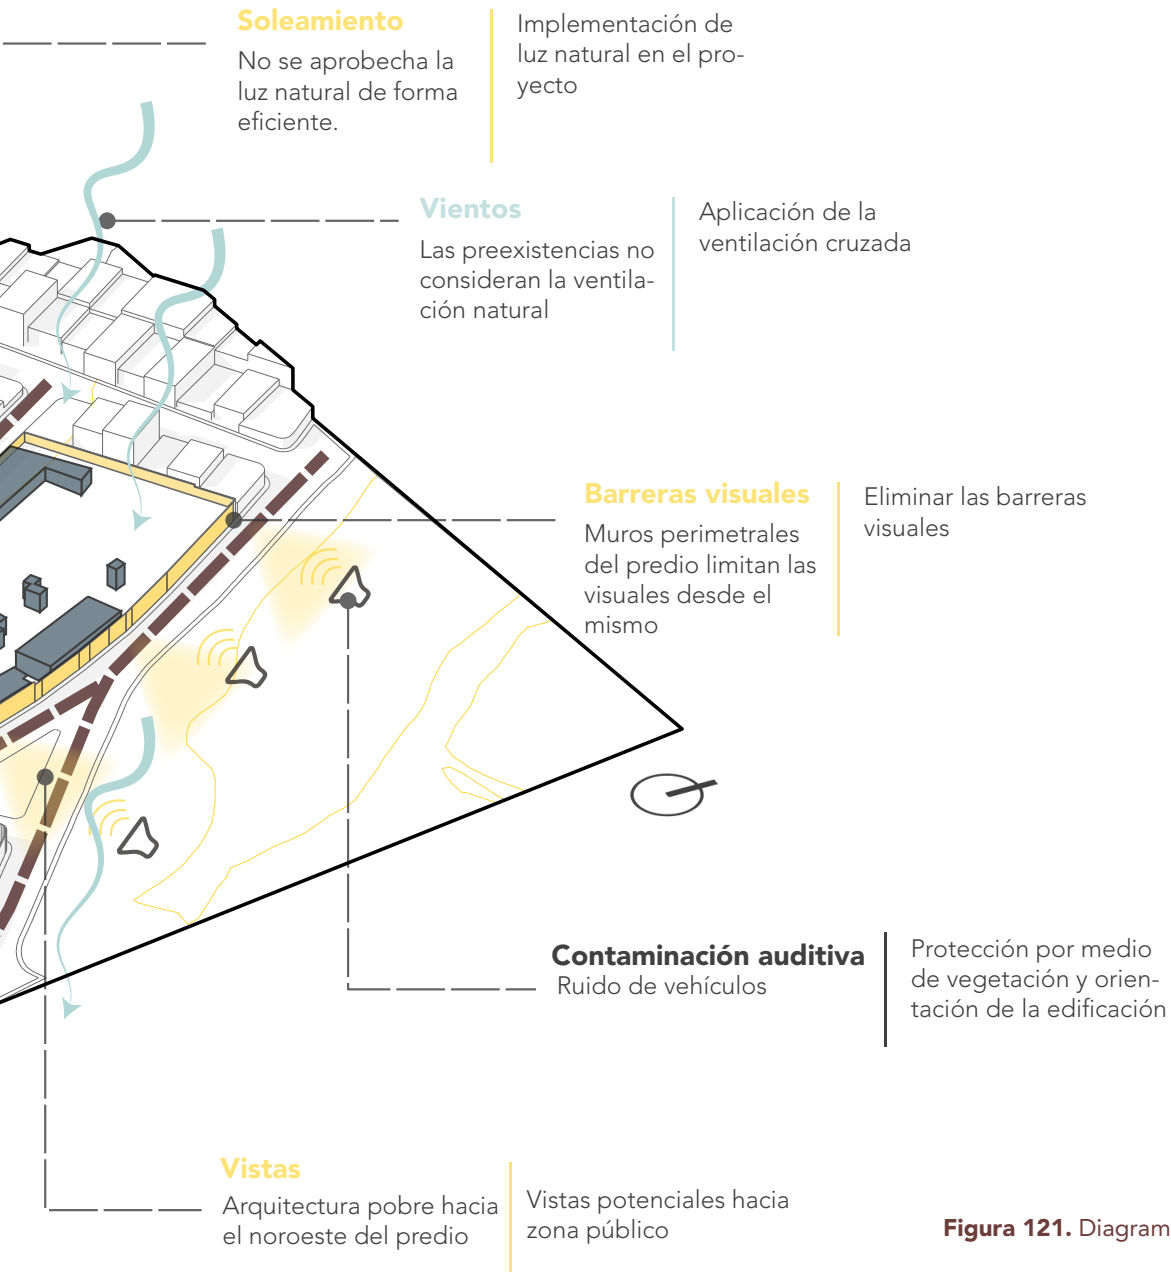 Soleamiento
No se aprobecha la
luz natural de forma
eficiente.
Implementación de
luz natural en el pro-
yecto
Vientos
Las preexistencias no
consideran la ventila-
ción natural
Aplicación de la
ventilación cruzada
Barreras visuales
Muros perimetrales
del predio limitan las
visuales desde el
mismo
Eliminar las barreras
visuales
Contaminación auditiva
Ruido de vehículos
Protección por medio
de vegetación y orien-
tación de la edificación
Vistas
Arquitectura pobre hacia
el noroeste del predio
Vistas potenciales hacia
zona público
Figura 121. Diagram